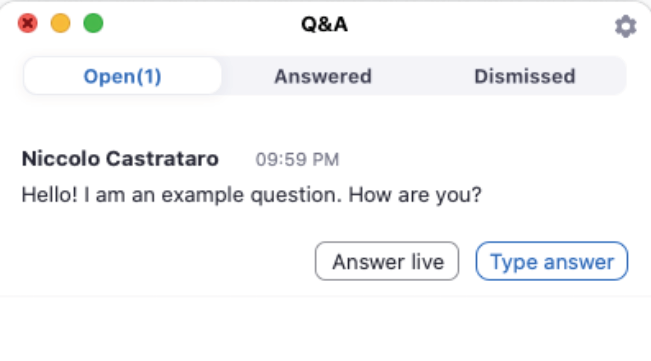 Q&A
Open(1) Answered Dismissed
Niccolo Castrataro 09:59 PM
Hello! I am an example question. How are you?
Answer live Type answer